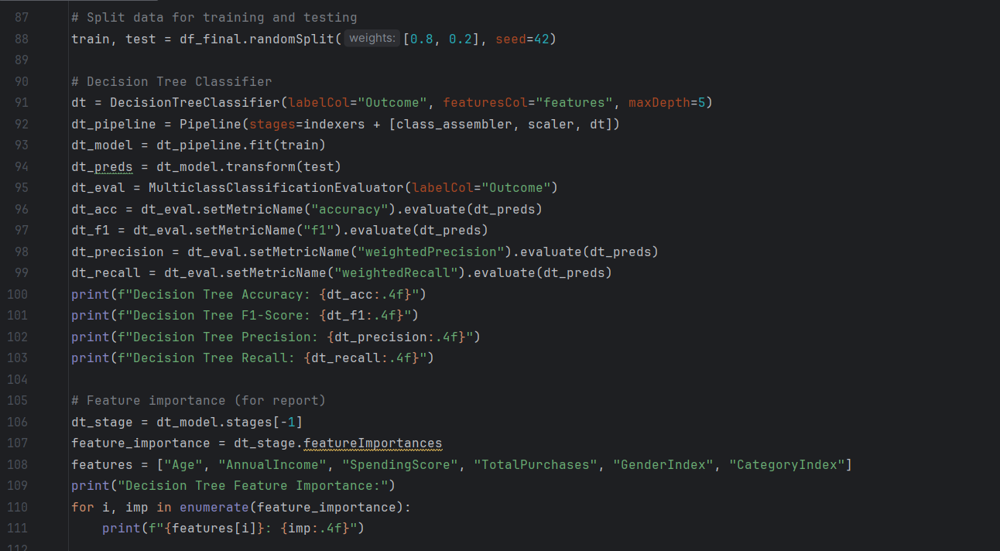 87 # Split data for training and testing
88 train, test = df_final.randomSplit( weights: [0.8, 0.2], seed=42)
89
90 # Decision Tree Classifier
91 dt = DecisionTreeClassifier(labelCol="Outcome", featuresCol="features", maxDepth=5)
92 dt_pipeline = Pipeline(stages=indexers + [class_assembler, scaler, dt])
93 dt_model = dt_pipeline.fit(train)
94 dt_preds = dt_model.transform(test)
95 dt_eval = MulticlassClassificationEvaluator(labelCol="Outcome")
96 dt_acc = dt_eval.setMetricName("accuracy").evaluate(dt_preds)
97 dt_f1 = dt_eval.setMetricName("f1").evaluate(dt_preds)
98 dt_precision = dt_eval.setMetricName("weightedPrecision").evaluate(dt_preds)
99 dt_recall = dt_eval.setMetricName("weightedRecall").evaluate(dt_preds)
100 print(f"Decision Tree Accuracy: {dt_acc:.4f}")
101 print(f"Decision Tree F1-Score: {dt_f1:.4f}")
102 print(f"Decision Tree Precision: {dt_precision:.4f}")
103 print(f"Decision Tree Recall: {dt_recall:.4f}")
104
105 # Feature importance (for report)
106 dt_stage = dt_model.stages[-1]
107 feature_importance = dt_stage.featureImportances
108 features = ["Age", "AnnualIncome", "SpendingScore", "TotalPurchases", "GenderIndex", "CategoryIndex"]
109 print("Decision Tree Feature Importance:")
110 for i, imp in enumerate(feature_importance):
111     print(f"{features[i]}: {imp:.4f}")
112